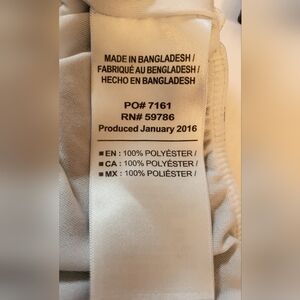 MADE IN BANGLADESH /
FABRIQUÉ AU BENGLADESH /
HECHO EN BANGLADESH
PO# 7161
RN# 59786
Produced January 2016
■ EN : 100% POLYESTER /
■ CA : 100% POLYESTER /
■ MX : 100% POLIÉSTER /